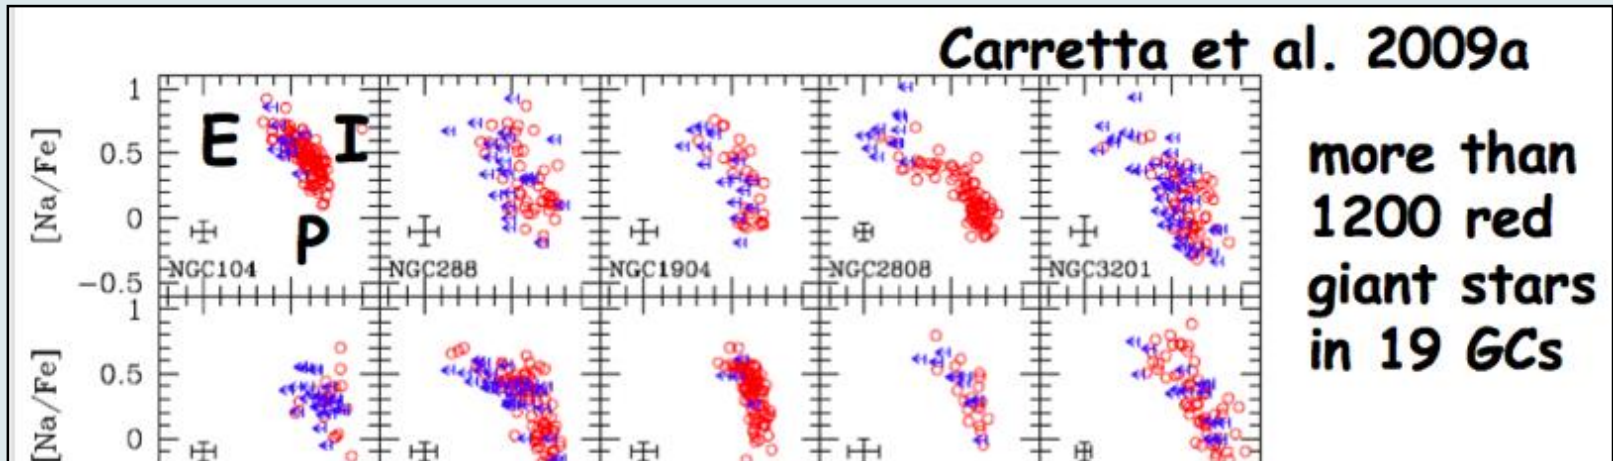 Carretta et al. 2009a
[Na/Fe]
1
0.5
0
−0.5
E
I
P
NGC104
NGC288
NGC1904
NGC2808
NGC3201
more than
1200 red
giant stars
in 19 GCs
[Na/Fe]
1
0.5
0